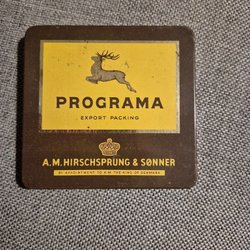 PROGRAMA
EXPORT PACKING
A.M. HIRSCHSPRUNG & SØNNER
BY APPOINTMENT TO H.M. THE KING OF DENMARK